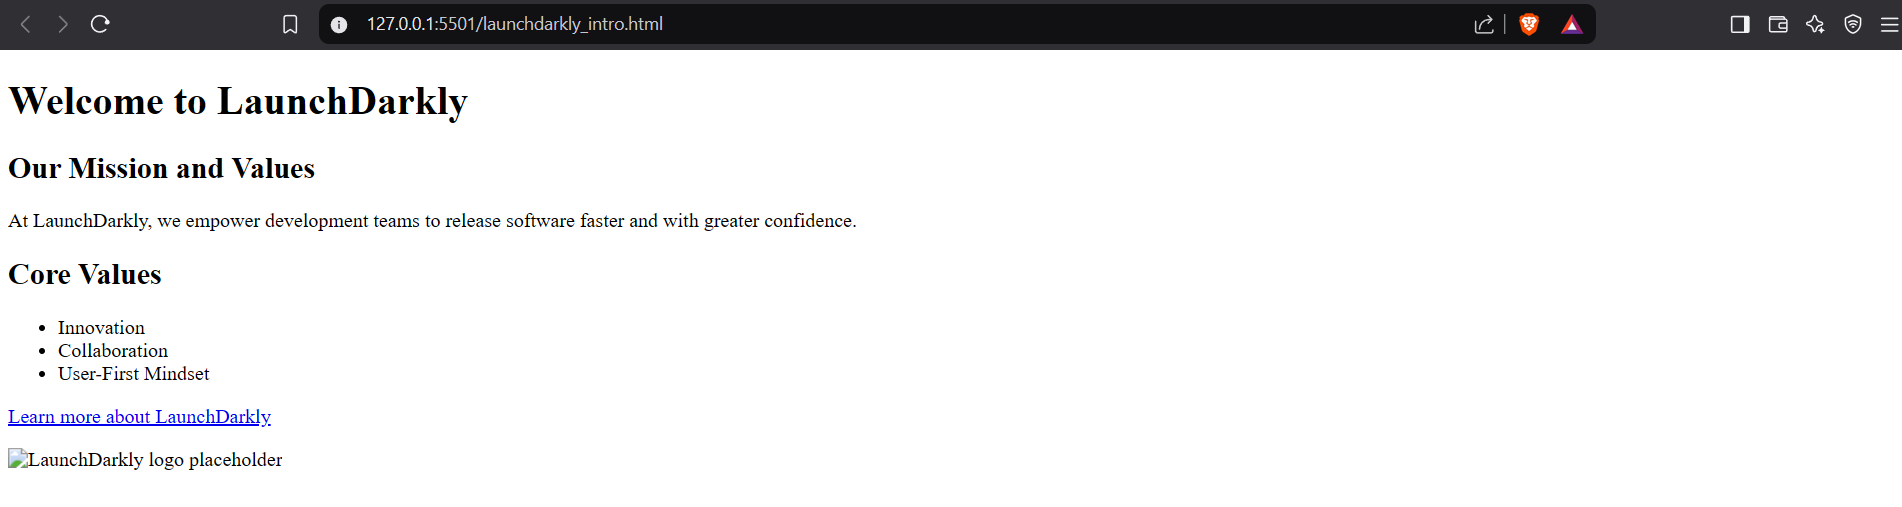 127.0.0.1:5501/launchdarkly_intro.html
Welcome to LaunchDarkly
Our Mission and Values
At LaunchDarkly, we empower development teams to release software faster and with greater confidence.
Core Values
Innovation
Collaboration
User-First Mindset
Learn more about LaunchDarkly
LaunchDarkly logo placeholder